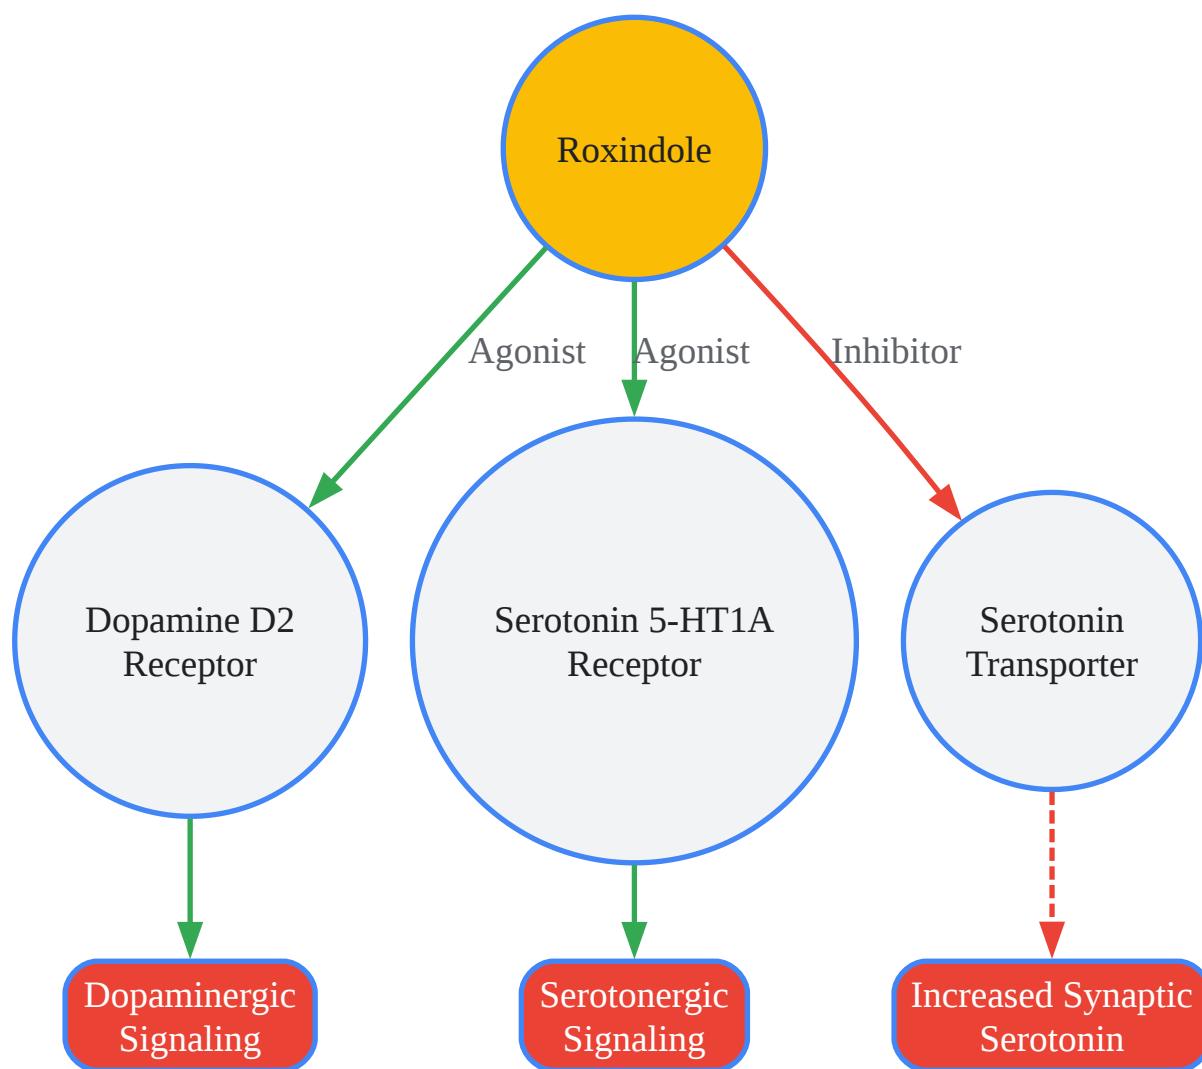 Roxindole
Agonist
Agonist
Inhibitor
Dopamine D2
Receptor
Serotonin 5-HT1A
Receptor
Serotonin
Transporter
Dopaminergic
Signaling
Serotonergic
Signaling
Increased Synaptic
Serotonin